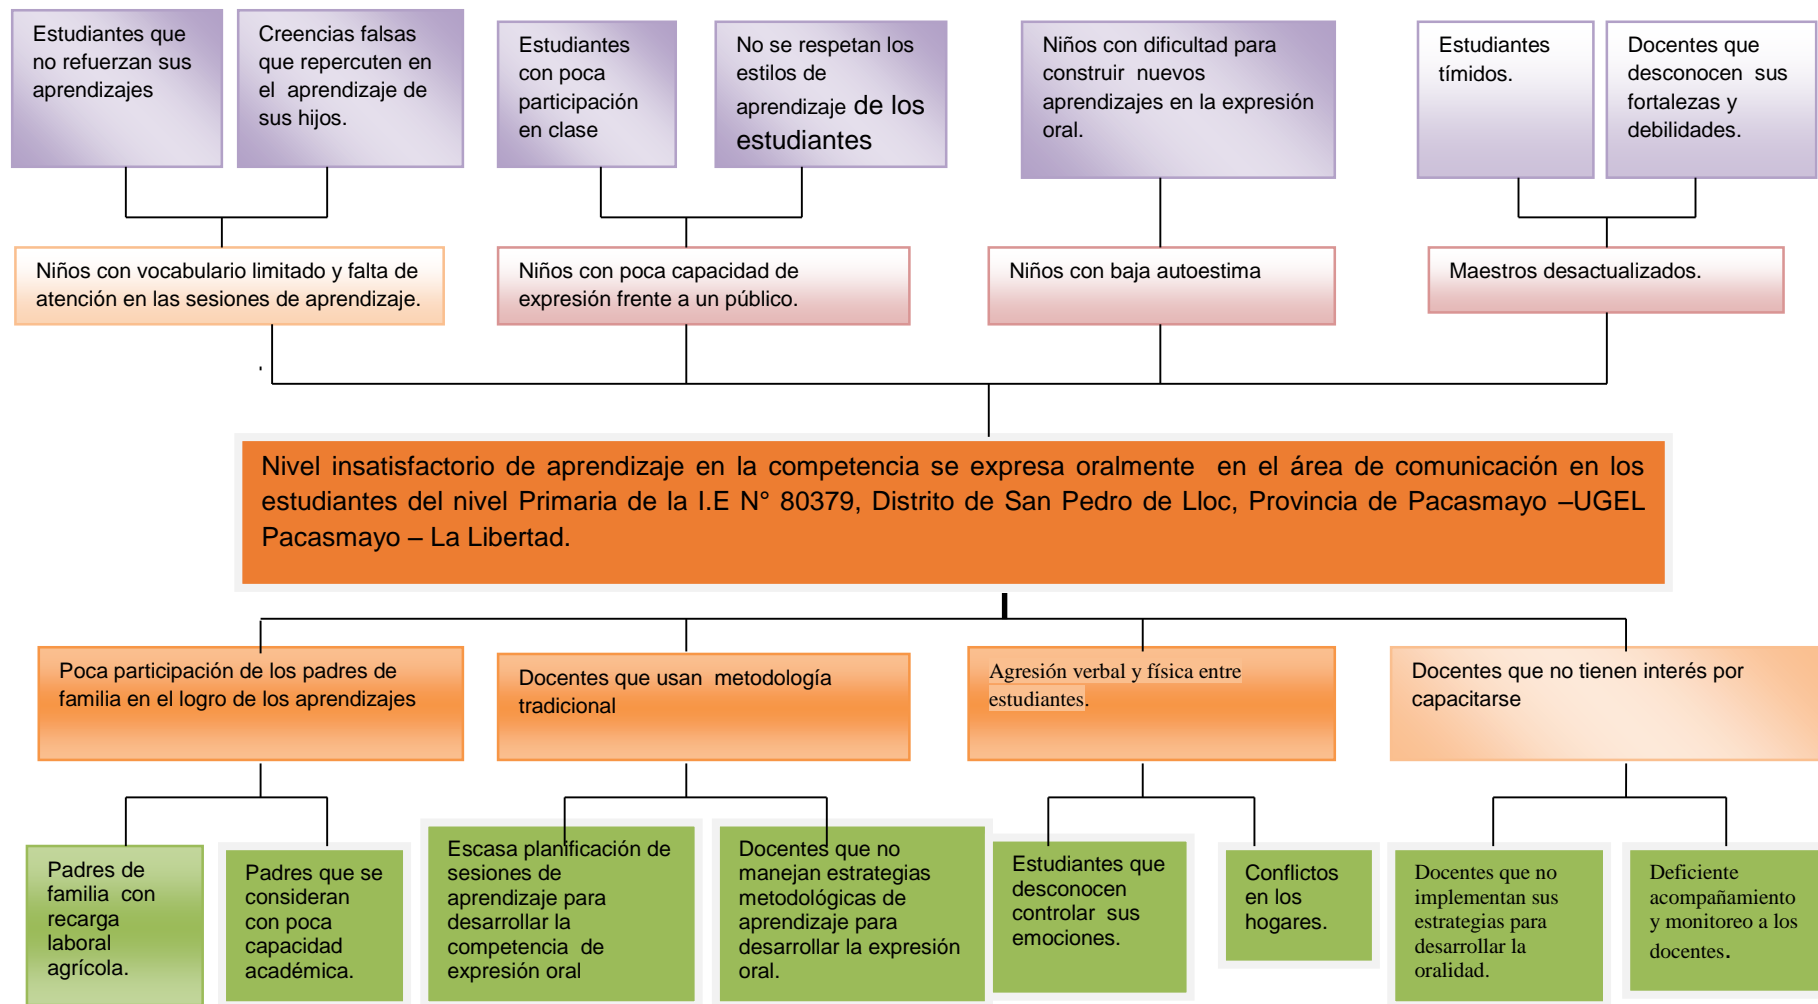 Estudiantes que
no refuerzan sus
aprendizajes
Creencias falsas
que repercuten en
el aprendizaje de
sus hijos.
Estudiantes
con poca
participación
en clase
No se respetan los
estilos de
aprendizaje de los
estudiantes
Niños con dificultad para
construir nuevos
aprendizajes en la expresión
oral.
Estudiantes
tímidos.
Docentes que
desconocen sus
fortalezas y
debilidades.
Niños con vocabulario limitado y falta de
atención en las sesiones de aprendizaje.
Niños con poca capacidad de
expresión frente a un público.
Niños con baja autoestima
Maestros desactualizados.
Nivel insatisfactorio de aprendizaje en la competencia se expresa oralmente en el área de comunicación en los
estudiantes del nivel Primaria de la I.E N° 80379, Distrito de San Pedro de Lloc, Provincia de Pacasmayo –UGEL
Pacasmayo – La Libertad.
Poca participación de los padres de
familia en el logro de los aprendizajes
Docentes que usan metodología
tradicional
Agresión verbal y física entre
estudiantes.
Docentes que no tienen interés por
capacitarse
Padres de
familia con
recarga
laboral
agrícola.
Padres que se
consideran
con poca
capacidad
académica.
Escasa planificación de
sesiones de
aprendizaje para
desarrollar la
competencia de
expresión oral
Docentes que no
manejan estrategias
metodológicas de
aprendizaje para
desarrollar la expresión
oral.
Estudiantes que
desconocen
controlar sus
emociones.
Conflictos
en los
hogares.
Docentes que no
implementan sus
estrategias para
desarrollar la
oralidad.
Deficiente
acompañamiento
y monitoreo a los
docentes.